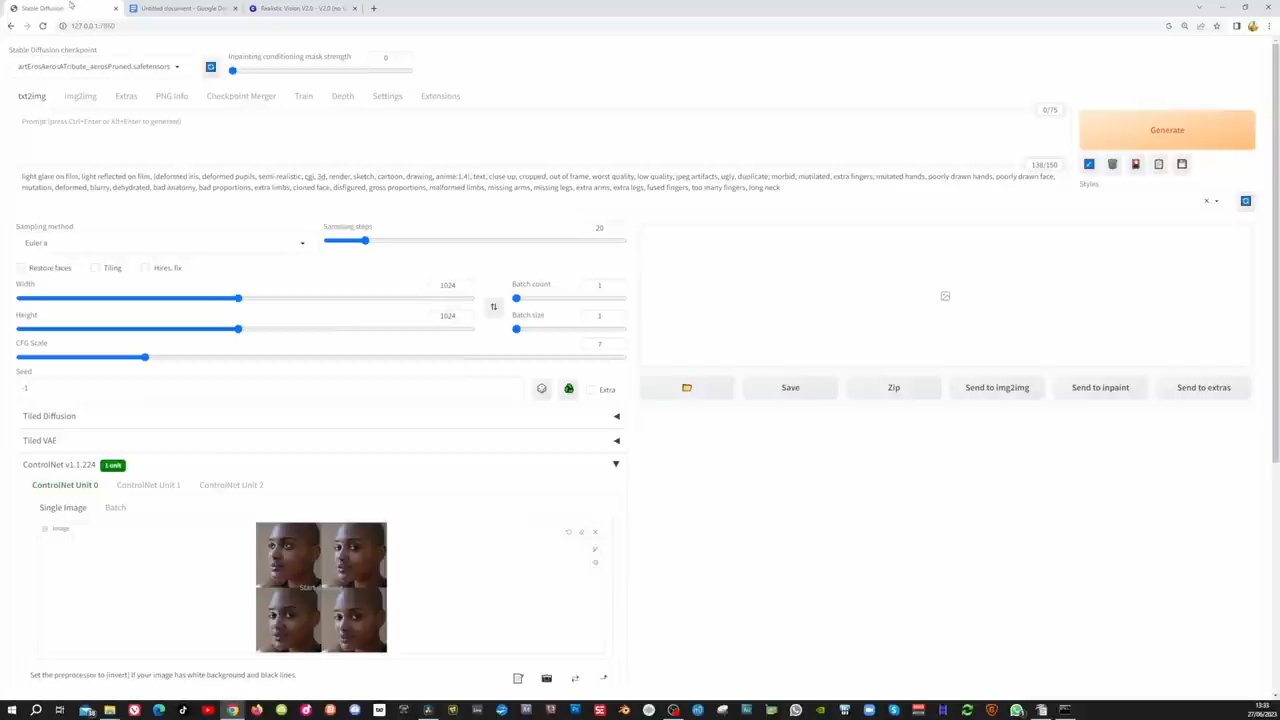 Stable Diffusion
Untitled document - Google Do
Realistic Vision V2.0 - V2.0 (no V
127.0.0.1:7860
Stable Diffusion checkpoint
artErosAerosATribute_aerosPruned.safetensors
Inpainting conditioning mask strength
0
txt2img
img2img
Extras
PNG Info
Checkpoint Merger
Train
Depth
Settings
Extensions
0/75
Prompt (press Ctrl+Enter or Alt+Enter to generate)
Generate
138/150
light glare on film, light reflected on film, (deformed iris, deformed pupils, semi-realistic, cgi, 3d, render, sketch, cartoon, drawing, anime:1.4), text, close up, cropped, out of frame, worst quality, low quality, jpeg artifacts, ugly, duplicate, morbid, mutilated, extra fingers, mutated hands, poorly drawn hands, poorly drawn face,
mutation, deformed, blurry, dehydrated, bad anatomy, bad proportions, extra limbs, cloned face, disfigured, gross proportions, malformed limbs, missing arms, missing legs, extra arms, extra legs, fused fingers, too many fingers, long neck
Styles
Sampling method
Euler a
Sampling steps
20
Restore faces
Tiling
Hires. fix
Width
1024
Batch count
1
Height
1024
Batch size
1
CFG Scale
7
Seed
-1
Extra
Save
Zip
Send to img2img
Send to inpaint
Send to extras
Tiled Diffusion
Tiled VAE
ControlNet v1.1.224
1 unit
ControlNet Unit 0
ControlNet Unit 1
ControlNet Unit 2
Single Image
Batch
Image
Start
Set the preprocessor to [invert] If your image has white background and black lines.
13:33
27/06/2023